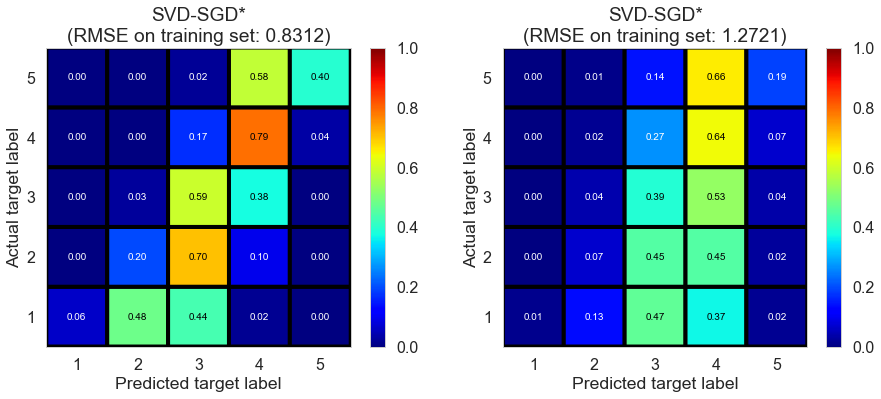 SVD-SGD*
(RMSE on training set: 0.8312)
Actual target label
5 0.00 0.00 0.02 0.58 0.40
4 0.00 0.00 0.17 0.79 0.04
3 0.00 0.03 0.59 0.38 0.00
2 0.00 0.20 0.70 0.10 0.00
1 0.06 0.48 0.44 0.02 0.00
1 2 3 4 5
Predicted target label
1.0
0.8
0.6
0.4
0.2
0.0
SVD-SGD*
(RMSE on training set: 1.2721)
Actual target label
5 0.00 0.01 0.14 0.66 0.19
4 0.00 0.02 0.27 0.64 0.07
3 0.00 0.04 0.39 0.53 0.04
2 0.00 0.07 0.45 0.45 0.02
1 0.01 0.13 0.47 0.37 0.02
1 2 3 4 5
Predicted target label
1.0
0.8
0.6
0.4
0.2
0.0